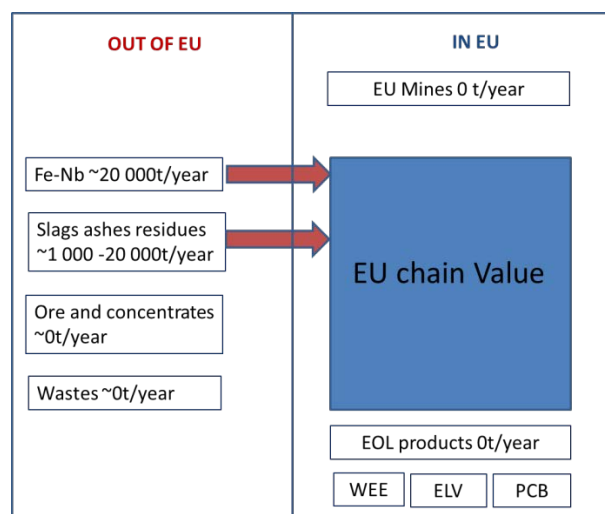 OUT OF EU
IN EU
EU Mines 0 t/year
Fe-Nb ~20 000t/year
Slags ashes residues
~1 000 -20 000t/year
EU chain Value
Ore and concentrates
~0t/year
Wastes ~0t/year
EOL products 0t/year
WEE
ELV
PCB